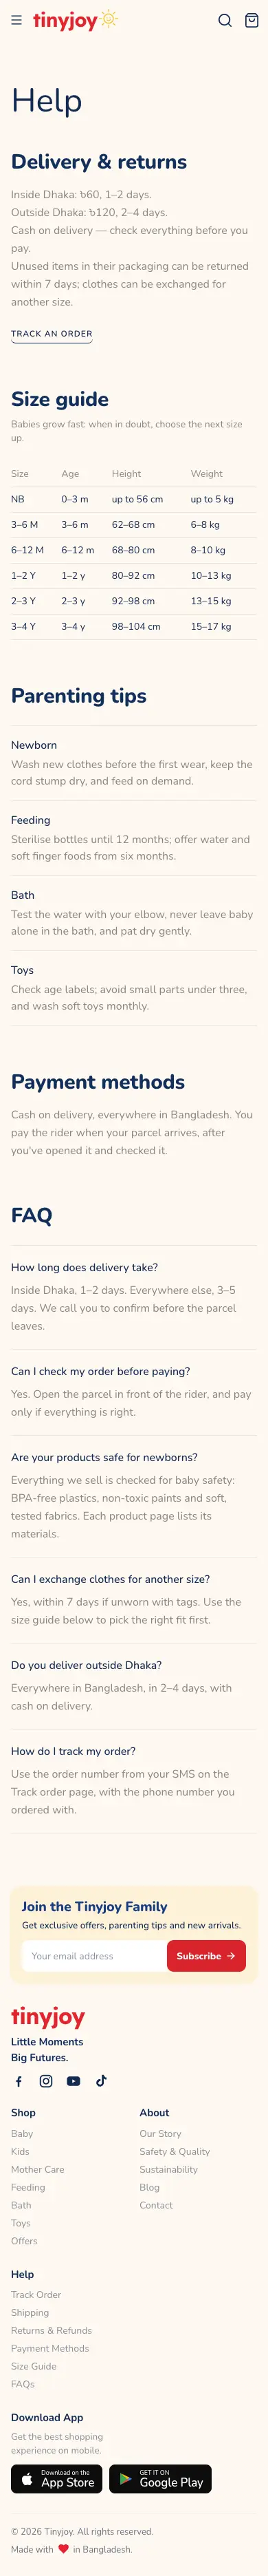 tinyjoy
Help
Delivery & returns
Inside Dhaka: ৳60, 1–2 days.
Outside Dhaka: ৳120, 2–4 days.
Cash on delivery — check everything before you
pay.
Unused items in their packaging can be returned
within 7 days; clothes can be exchanged for
another size.
TRACK AN ORDER
Size guide
Babies grow fast: when in doubt, choose the next size
up.
Size Age Height Weight
NB 0–3 m up to 56 cm up to 5 kg
3–6 M 3–6 m 62–68 cm 6–8 kg
6–12 M 6–12 m 68–80 cm 8–10 kg
1–2 Y 1–2 y 80–92 cm 10–13 kg
2–3 Y 2–3 y 92–98 cm 13–15 kg
3–4 Y 3–4 y 98–104 cm 15–17 kg
Parenting tips
Newborn
Wash new clothes before the first wear, keep the
cord stump dry, and feed on demand.
Feeding
Sterilise bottles until 12 months; offer water and
soft finger foods from six months.
Bath
Test the water with your elbow, never leave baby
alone in the bath, and pat dry gently.
Toys
Check age labels; avoid small parts under three,
and wash soft toys monthly.
Payment methods
Cash on delivery, everywhere in Bangladesh. You
pay the rider when your parcel arrives, after
you've opened it and checked it.
FAQ
How long does delivery take?
Inside Dhaka, 1–2 days. Everywhere else, 3–5
days. We call you to confirm before the parcel
leaves.
Can I check my order before paying?
Yes. Open the parcel in front of the rider, and pay
only if everything is right.
Are your products safe for newborns?
Everything we sell is checked for baby safety:
BPA-free plastics, non-toxic paints and soft,
tested fabrics. Each product page lists its
materials.
Can I exchange clothes for another size?
Yes, within 7 days if unworn with tags. Use the
size guide below to pick the right fit first.
Do you deliver outside Dhaka?
Everywhere in Bangladesh, in 2–4 days, with
cash on delivery.
How do I track my order?
Use the order number from your SMS on the
Track order page, with the phone number you
ordered with.
Join the Tinyjoy Family
Get exclusive offers, parenting tips and new arrivals.
Your email address
Subscribe →
tinyjoy
Little Moments
Big Futures.
Shop
Baby
Kids
Mother Care
Feeding
Bath
Toys
Offers
About
Our Story
Safety & Quality
Sustainability
Blog
Contact
Help
Track Order
Shipping
Returns & Refunds
Payment Methods
Size Guide
FAQs
Download App
Get the best shopping
experience on mobile.
Download on the
App Store
GET IT ON
Google Play
© 2026 Tinyjoy. All rights reserved.
Made with ❤ in Bangladesh.